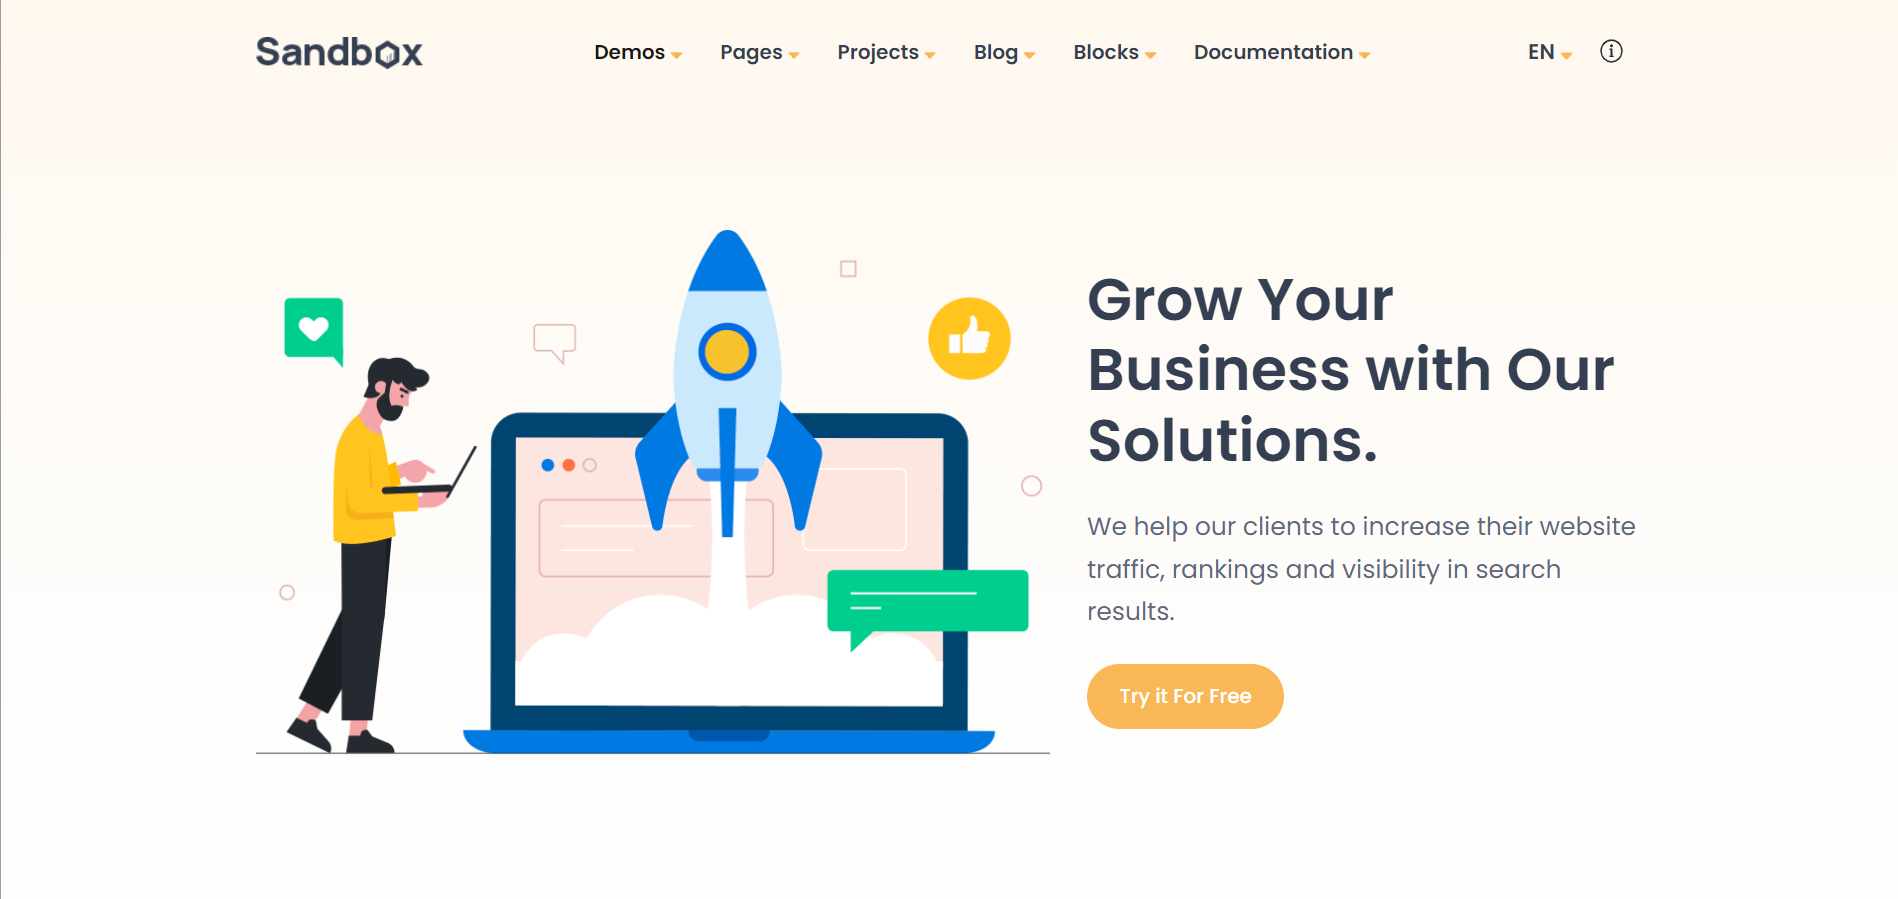 Sandbox
Demos Pages Projects Blog Blocks Documentation EN
Grow Your
Business with Our
Solutions.
We help our clients to increase their website
traffic, rankings and visibility in search
results.
Try it For Free